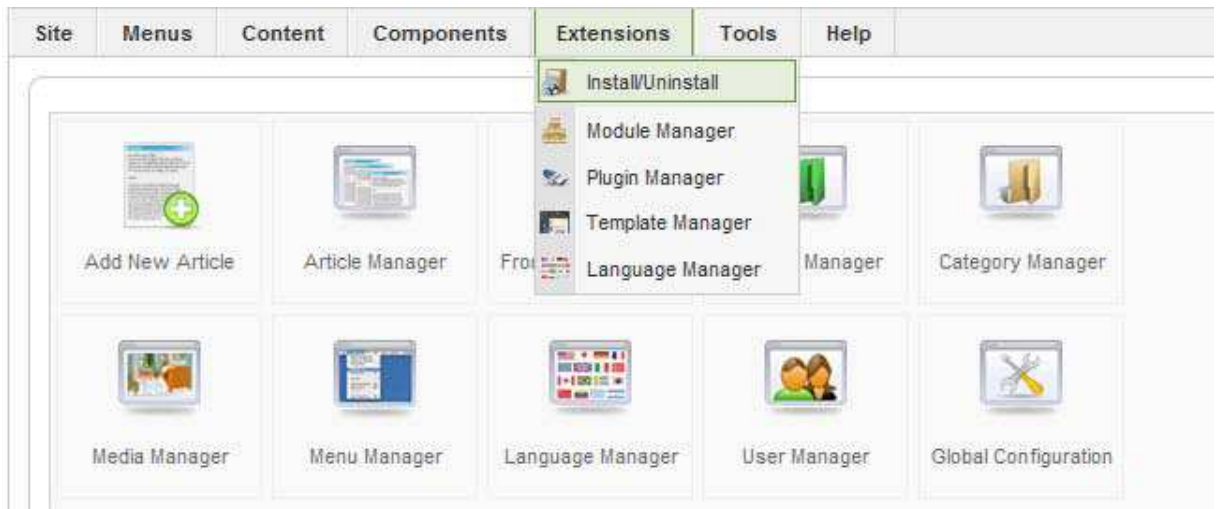 Site Menus Content Components Extensions Tools Help
Install/Uninstall
Module Manager
Plugin Manager
Template Manager
Language Manager
Add New Article Article Manager Manager Category Manager
Media Manager Menu Manager Language Manager User Manager Global Configuration